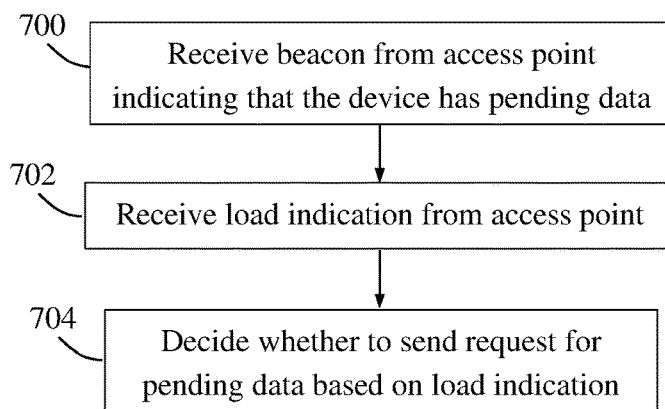 700
Receive beacon from access point
indicating that the device has pending data
702
Receive load indication from access point
704
Decide whether to send request for
pending data based on load indication